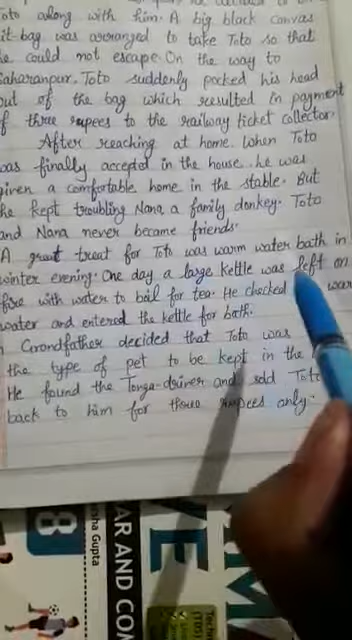 Toto along with him. A big black canvas
kit-bag was arranged to take Toto so that
he could not escape. On the way to
Saharanpur. Toto suddenly pocked his head
out of the bag which resulted in payment
of three rupees to the railway ticket collector.
After reaching at home. When Toto
was finally accepted in the house. he was
given a comfortable home in the stable. But
he kept troubling Nana, a family donkey. Toto
and Nana never became friends.
A great treat for Toto was warm water bath in
winter evening. One day a large kettle was left on
fire with water to boil for tea. He checked war
water and entered the kettle for bath.
Grandfather decided that Toto was
the type of pet to be kept in the
He found the Tonga-driver and sold Toto
back to him for three rupees only.
8
sha Gupta
AR AND COM
VE